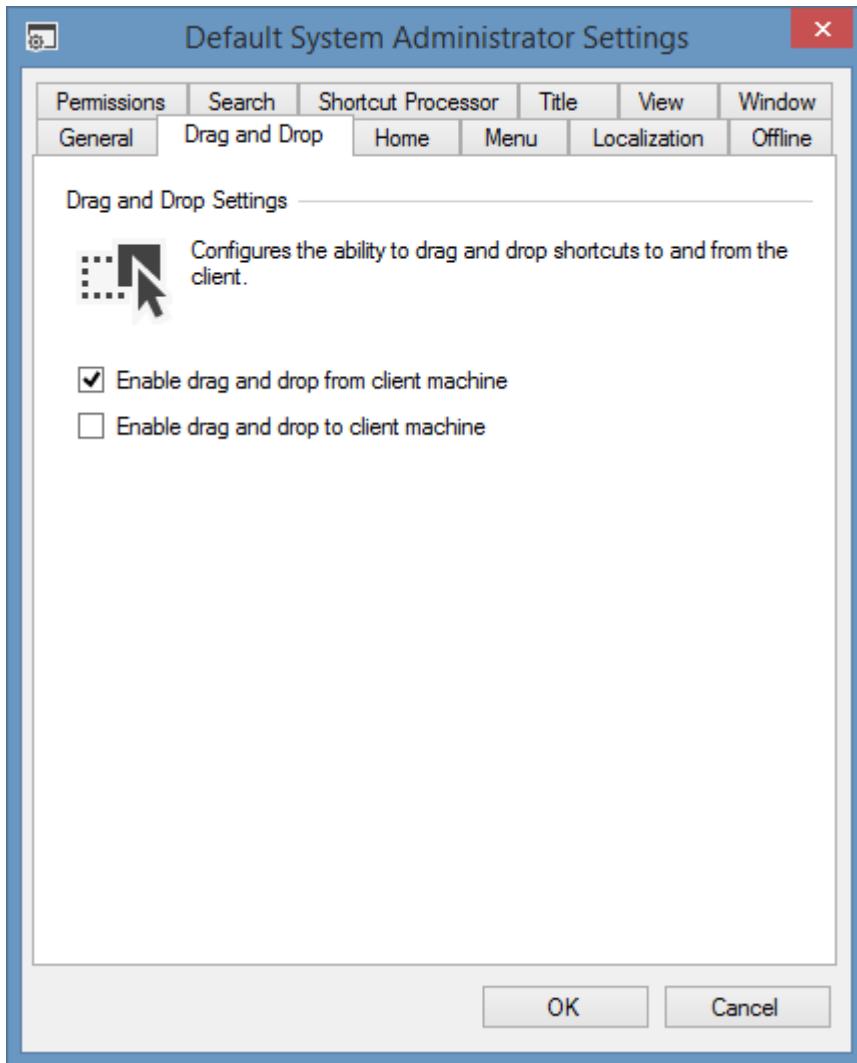 Default System Administrator Settings
Permissions Search Shortcut Processor Title View Window
General Drag and Drop Home Menu Localization Offline
Drag and Drop Settings
Configures the ability to drag and drop shortcuts to and from the
client.
Enable drag and drop from client machine
Enable drag and drop to client machine
OK Cancel